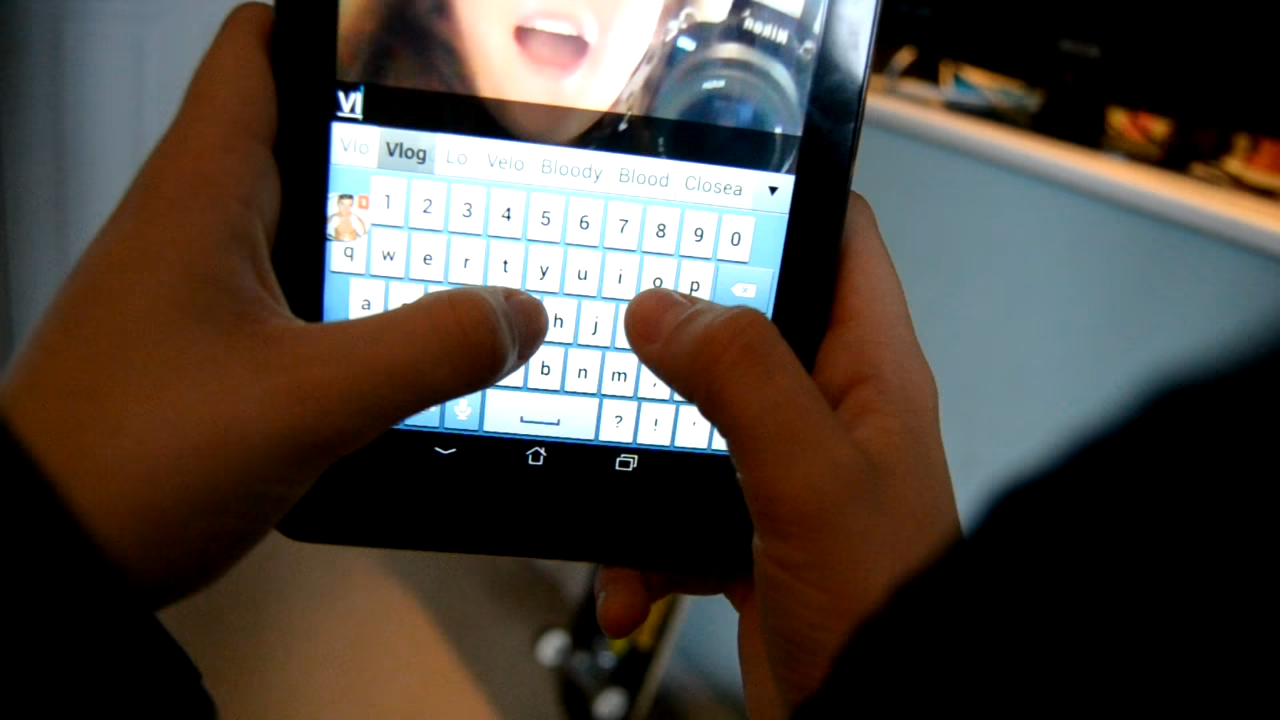 Nikon
Vl
Vlo Vlog Lo Velo Bloody Blood Closea
1 2 3 4 5 6 7 8 9 0
q w e r t y u i o p
a h j
b n m ,
? ! '